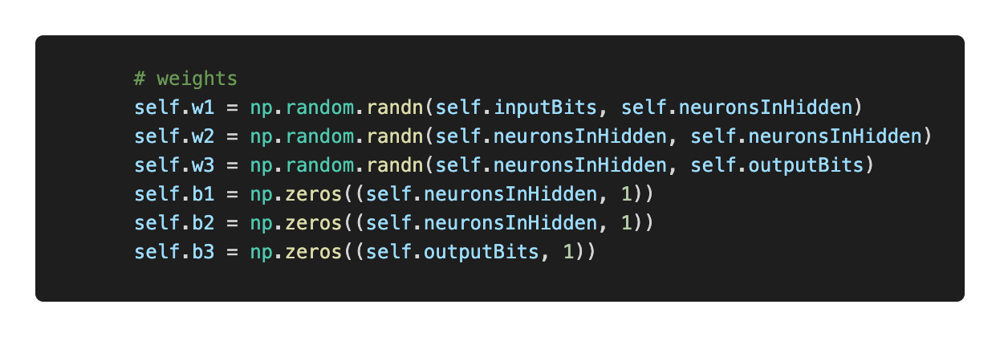 # weights
self.w1 = np.random.randn(self.inputBits, self.neuronsInHidden)
self.w2 = np.random.randn(self.neuronsInHidden, self.neuronsInHidden)
self.w3 = np.random.randn(self.neuronsInHidden, self.outputBits)
self.b1 = np.zeros((self.neuronsInHidden, 1))
self.b2 = np.zeros((self.neuronsInHidden, 1))
self.b3 = np.zeros((self.outputBits, 1))